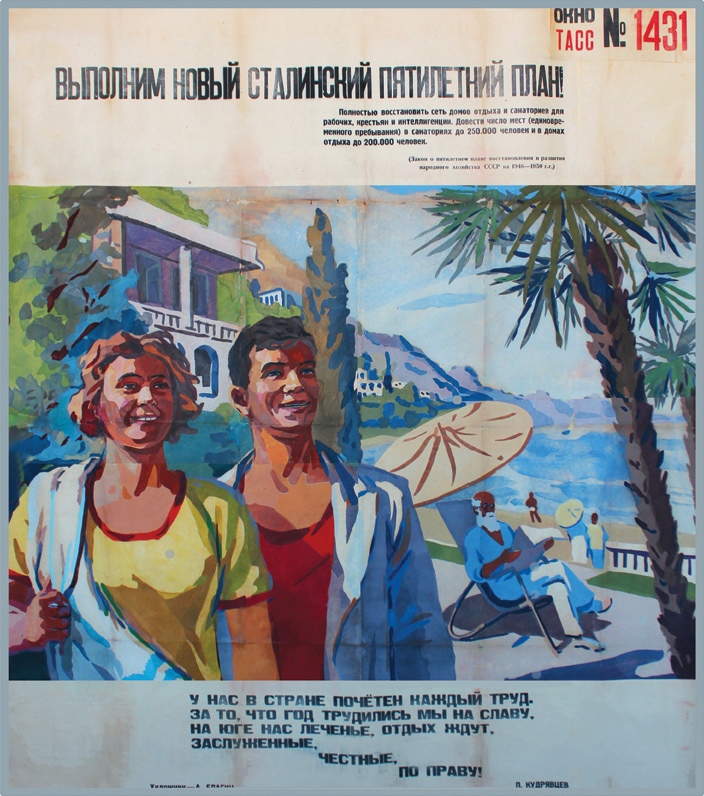 ОКНО
ТАСС № 1431
ВЫПОЛНИМ НОВЫЙ СТАЛИНСКИЙ ПЯТИЛЕТНИЙ ПЛАН!
Полностью восстановить сеть домов отдыха и санаториев для
рабочих, крестьян и интеллигенции. Довести число мест (единовре-
менного пребывания) в санаториях до 250.000 человек и в домах
отдыха до 200.000 человек.
(Закон о пятилетнем плане восстановления и развития
народного хозяйства СССР на 1946—1950 г.г.)
У НАС В СТРАНЕ ПОЧЁТЕН КАЖДЫЙ ТРУД.
ЗА ТО, ЧТО ГОД ТРУДИЛИСЬ МЫ НА СЛАВУ,
НА ЮГЕ НАС ЛЕЧЕНЬЕ, ОТДЫХ ЖДУТ,
ЗАСЛУЖЕННЫЕ,
ЧЕСТНЫЕ,
ПО ПРАВУ!
Художник—А. П. КУДРЯВЦЕВ